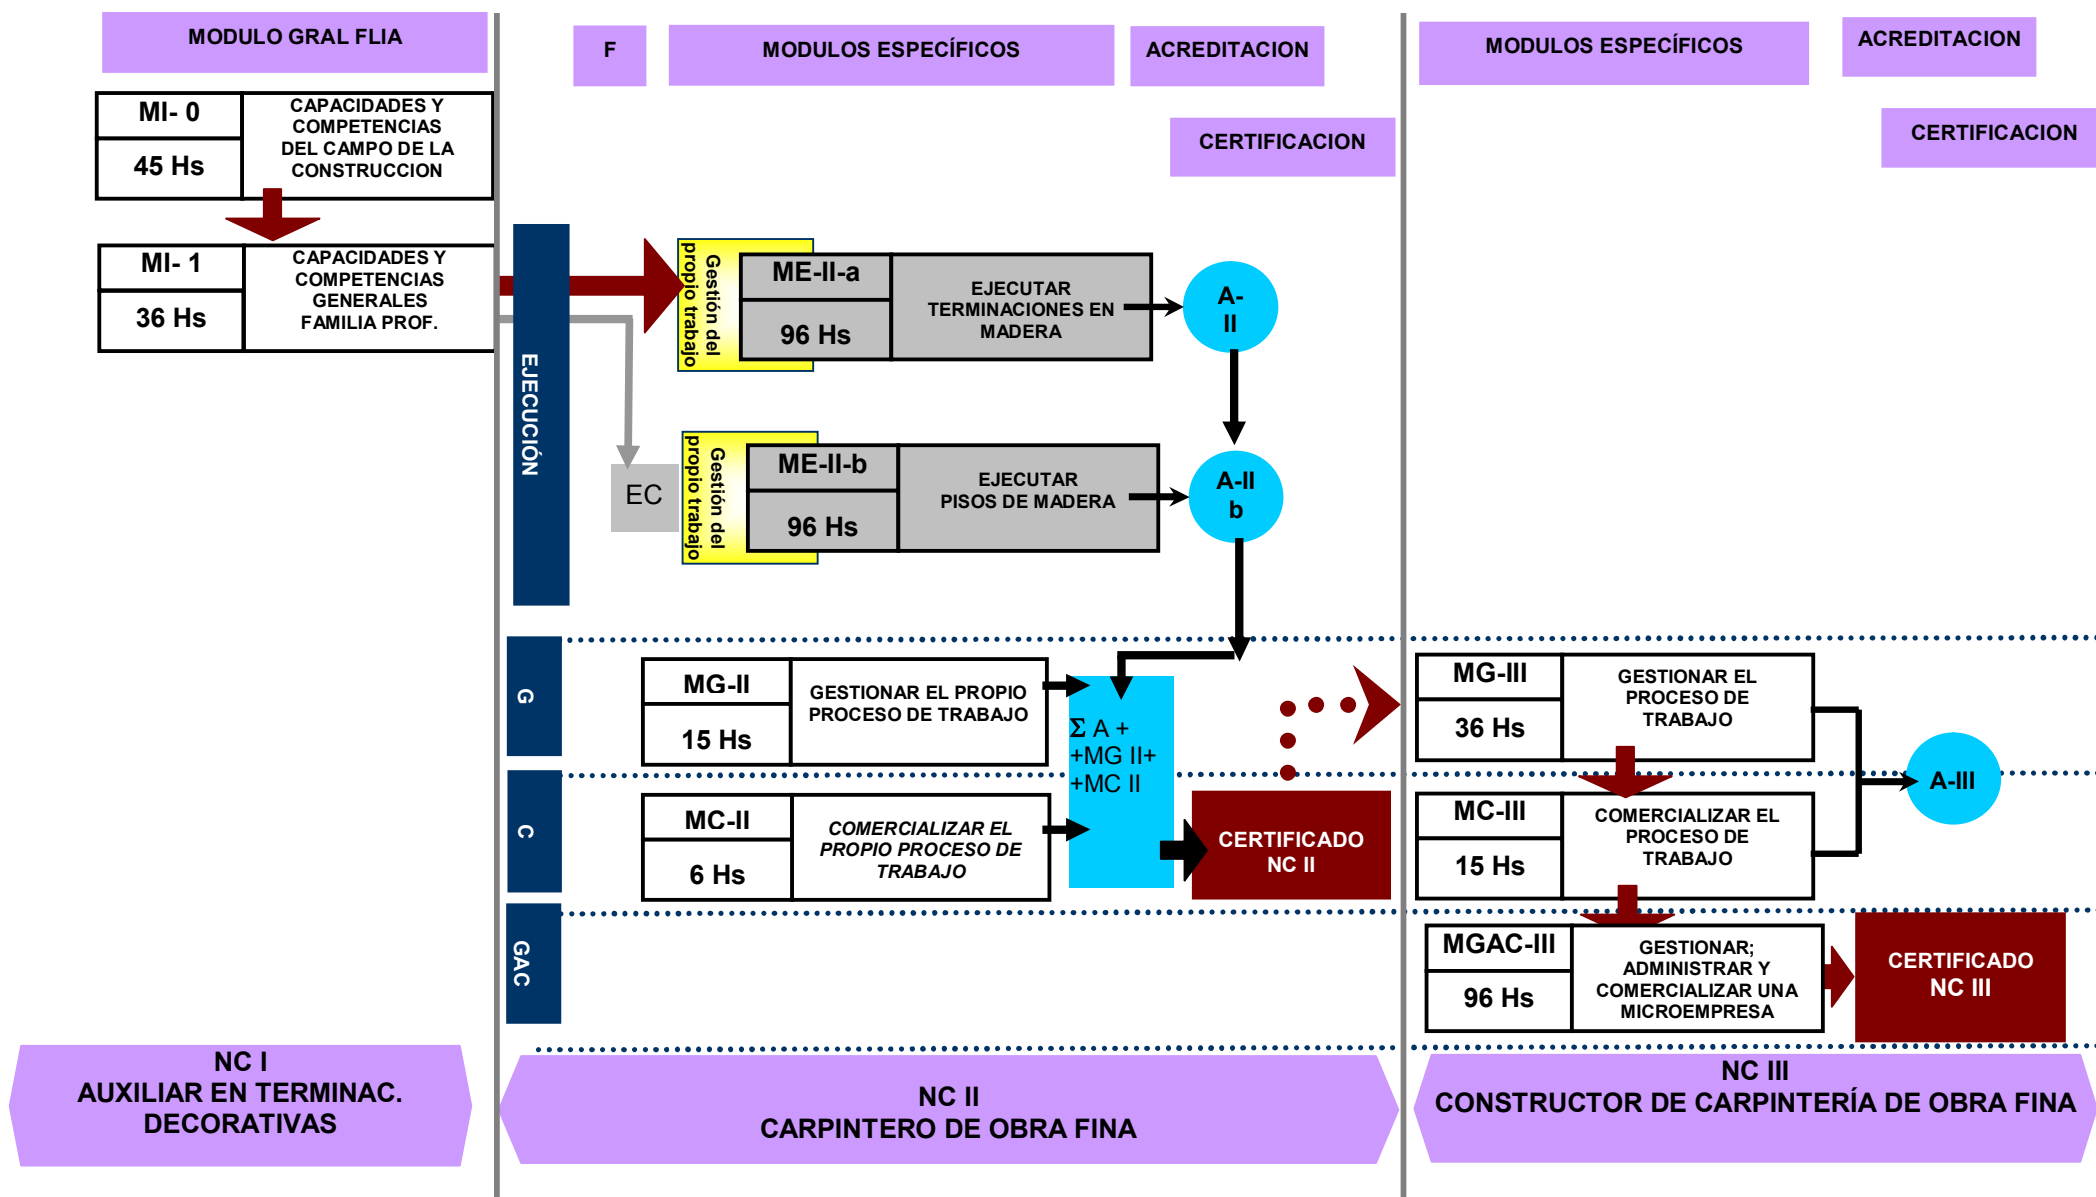 MODULO GRAL FLIA
F
MODULOS ESPECÍFICOS
ACREDITACION
CERTIFICACION
MODULOS ESPECÍFICOS
ACREDITACION
CERTIFICACION
MI- 0
45 Hs
CAPACIDADES Y
COMPETENCIAS
DEL CAMPO DE LA
CONSTRUCCION
MI- 1
36 Hs
CAPACIDADES Y
COMPETENCIAS
GENERALES
FAMILIA PROF.
EJECUCIÓN
Gestión del
propio trabajo
ME-II-a
96 Hs
EJECUTAR
TERMINACIONES EN
MADERA
A-
II
EC
Gestión del
propio trabajo
ME-II-b
96 Hs
EJECUTAR
PISOS DE MADERA
A-II
b
G
MG-II
15 Hs
GESTIONAR EL PROPIO
PROCESO DE TRABAJO
Σ A +
+MG II+
+MC II
C
MC-II
6 Hs
COMERCIALIZAR EL
PROPIO PROCESO DE
TRABAJO
CERTIFICADO
NC II
GAC
MG-III
36 Hs
GESTIONAR EL
PROCESO DE
TRABAJO
MC-III
15 Hs
COMERCIALIZAR EL
PROCESO DE
TRABAJO
A-III
MGAC-III
96 Hs
GESTIONAR;
ADMINISTRAR Y
COMERCIALIZAR UNA
MICROEMPRESA
CERTIFICADO
NC III
NC I
AUXILIAR EN TERMINAC.
DECORATIVAS
NC II
CARPINTERO DE OBRA FINA
NC III
CONSTRUCTOR DE CARPINTERÍA DE OBRA FINA